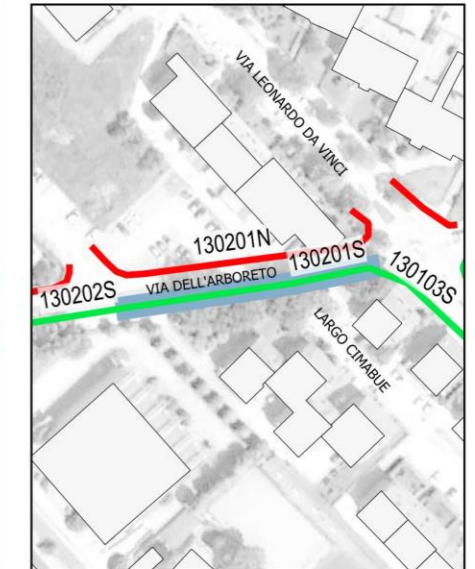 VIA LEONARDO DA VINCI
130201N
130201S
130103S
130202S
VIA DELL'ARBORETO
LARGO CIMABUE